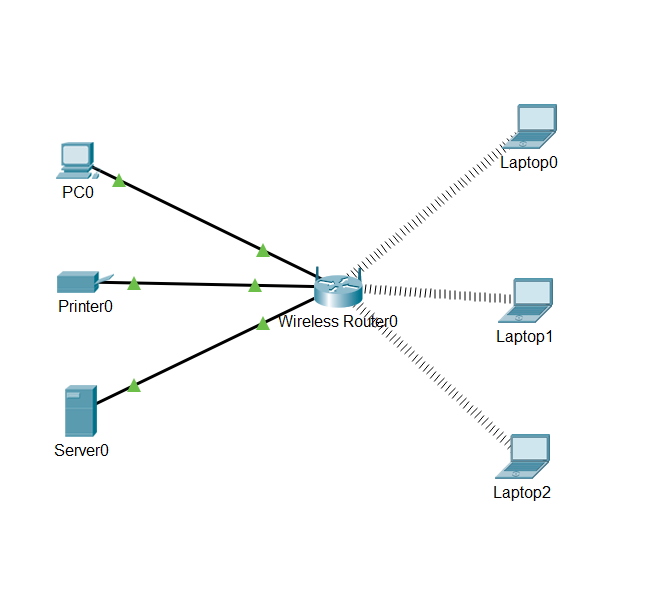 Laptop0
PC0
Printer0
Wireless Router0
Laptop1
Server0
Laptop2